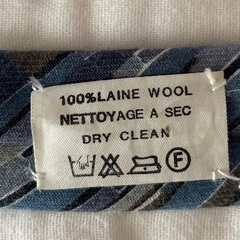 100%LAINE WOOL
NETTOYAGE A SEC
DRY CLEAN
F